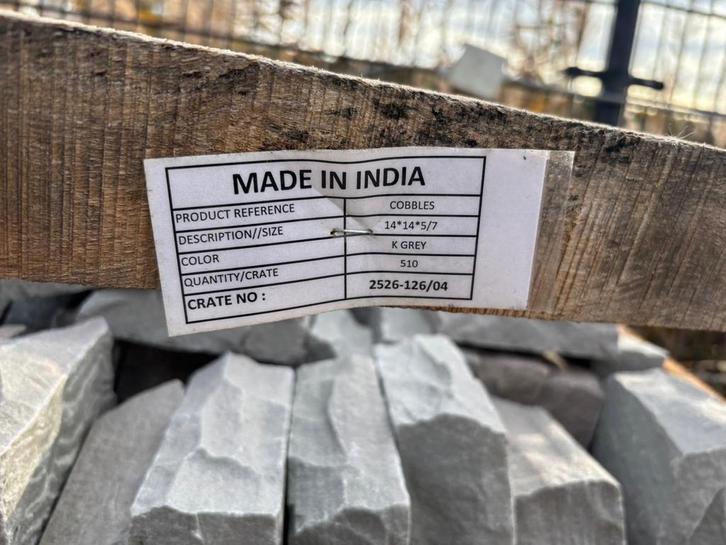 MADE IN INDIA
PRODUCT REFERENCE COBBLES
DESCRIPTION//SIZE 14*14*5/7
COLOR K GREY
QUANTITY/CRATE 510
CRATE NO : 2526-126/04